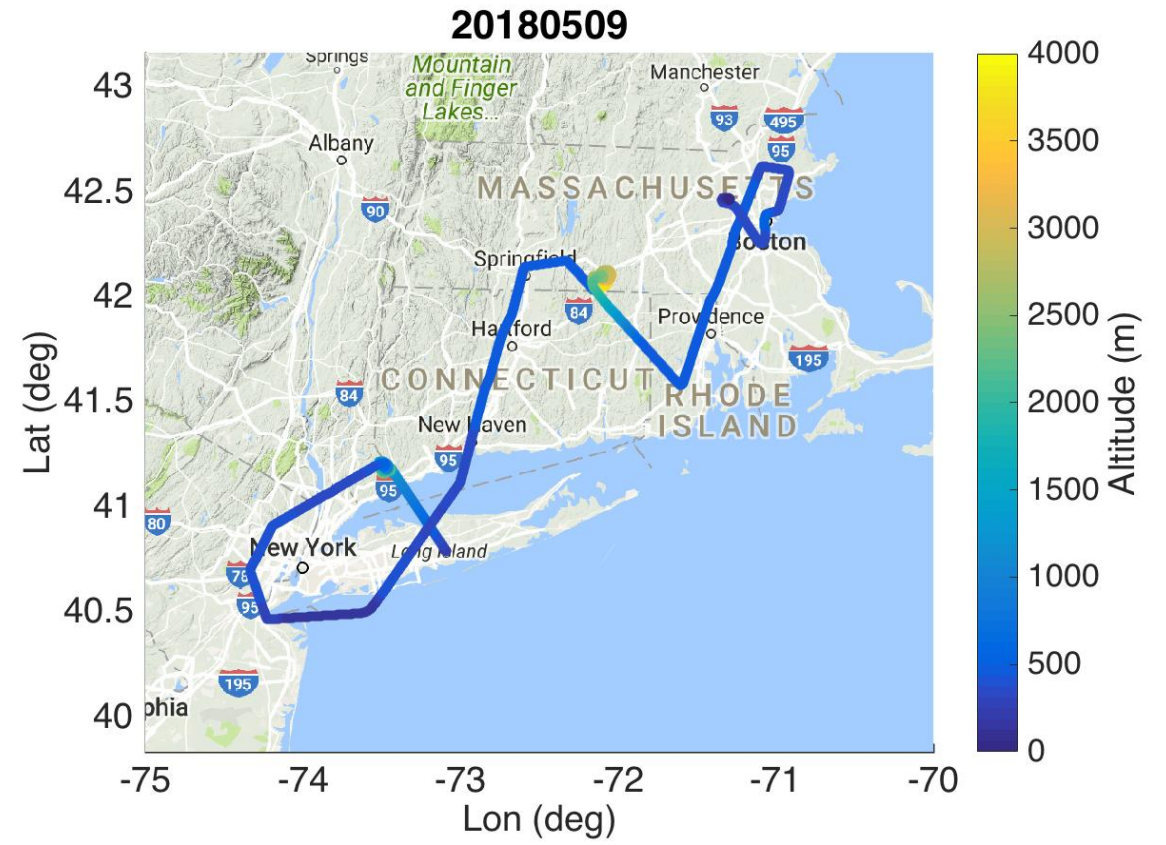 20180509
Springs
Mountain
and Finger
Lakes...
Manchester
93
495
95
Albany
90
MASSACHUSETTS
Boston
Springfield
84
Hartford
Providence
195
CONNECTICUT
RHODE
ISLAND
84
New Haven
95
95
80
New York
Long Island
78
95
195
phia
43
42.5
42
41.5
41
40.5
40
Lat (deg)
-75
-74
-73
-72
-71
-70
Lon (deg)
4000
3500
3000
2500
2000
1500
1000
500
0
Altitude (m)